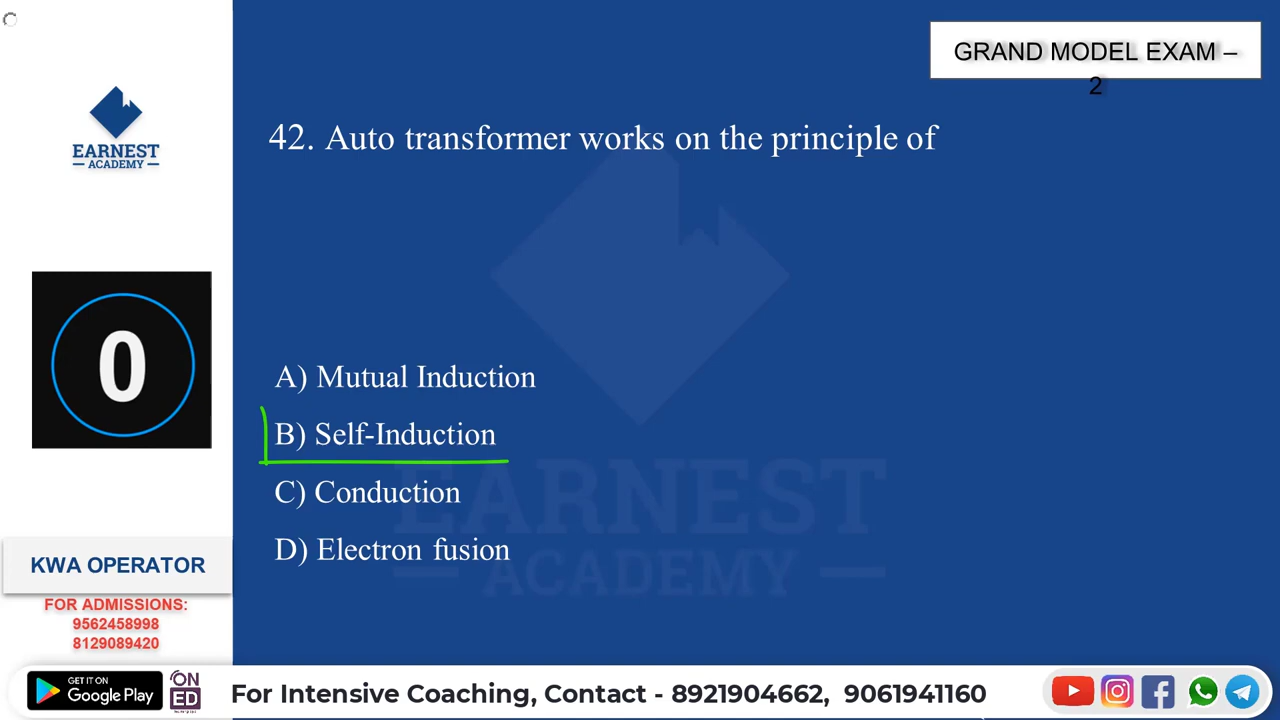 GRAND MODEL EXAM –
2
EARNEST
ACADEMY
42. Auto transformer works on the principle of
0
A) Mutual Induction
B) Self-Induction
C) Conduction
D) Electron fusion
EARNEST
ACADEMY
KWA OPERATOR
FOR ADMISSIONS:
9562458998
8129089420
GET IT ON
Google Play
ON
ED
For Intensive Coaching, Contact - 8921904662, 9061941160